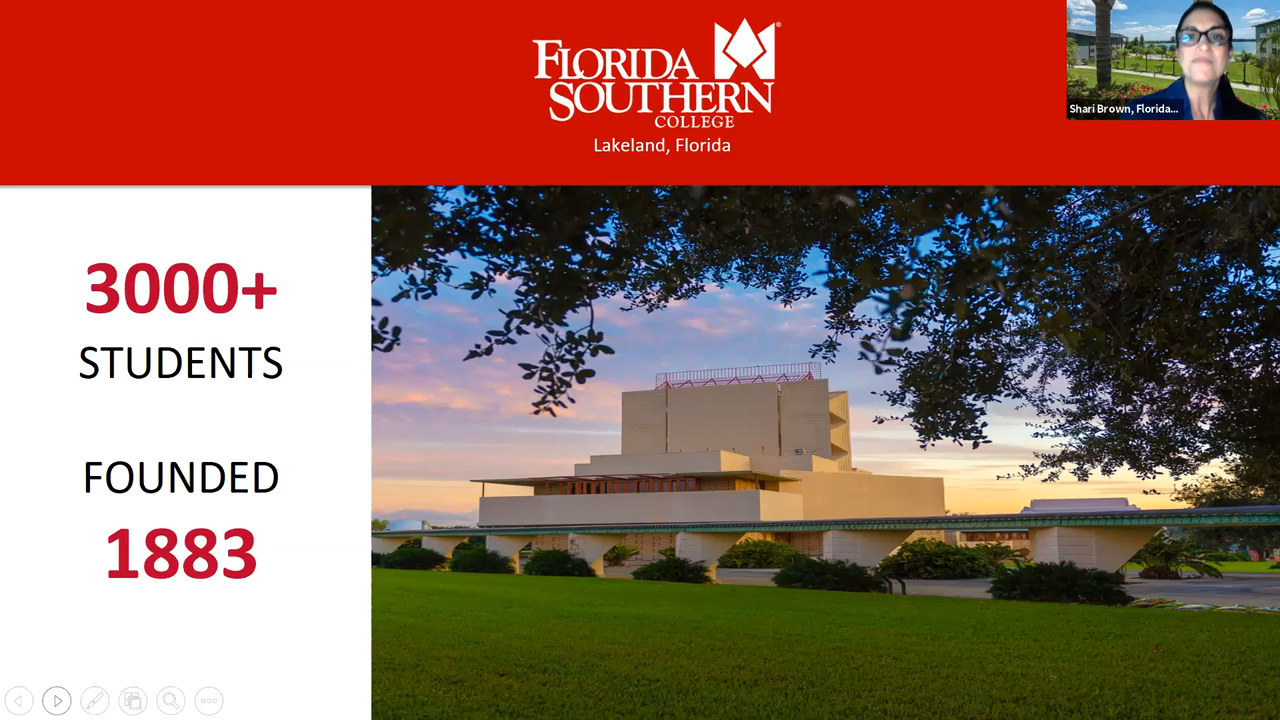 FLORIDA
SOUTHERN
COLLEGE
Lakeland, Florida
Shari Brown, Florida...
3000+
STUDENTS
FOUNDED
1883